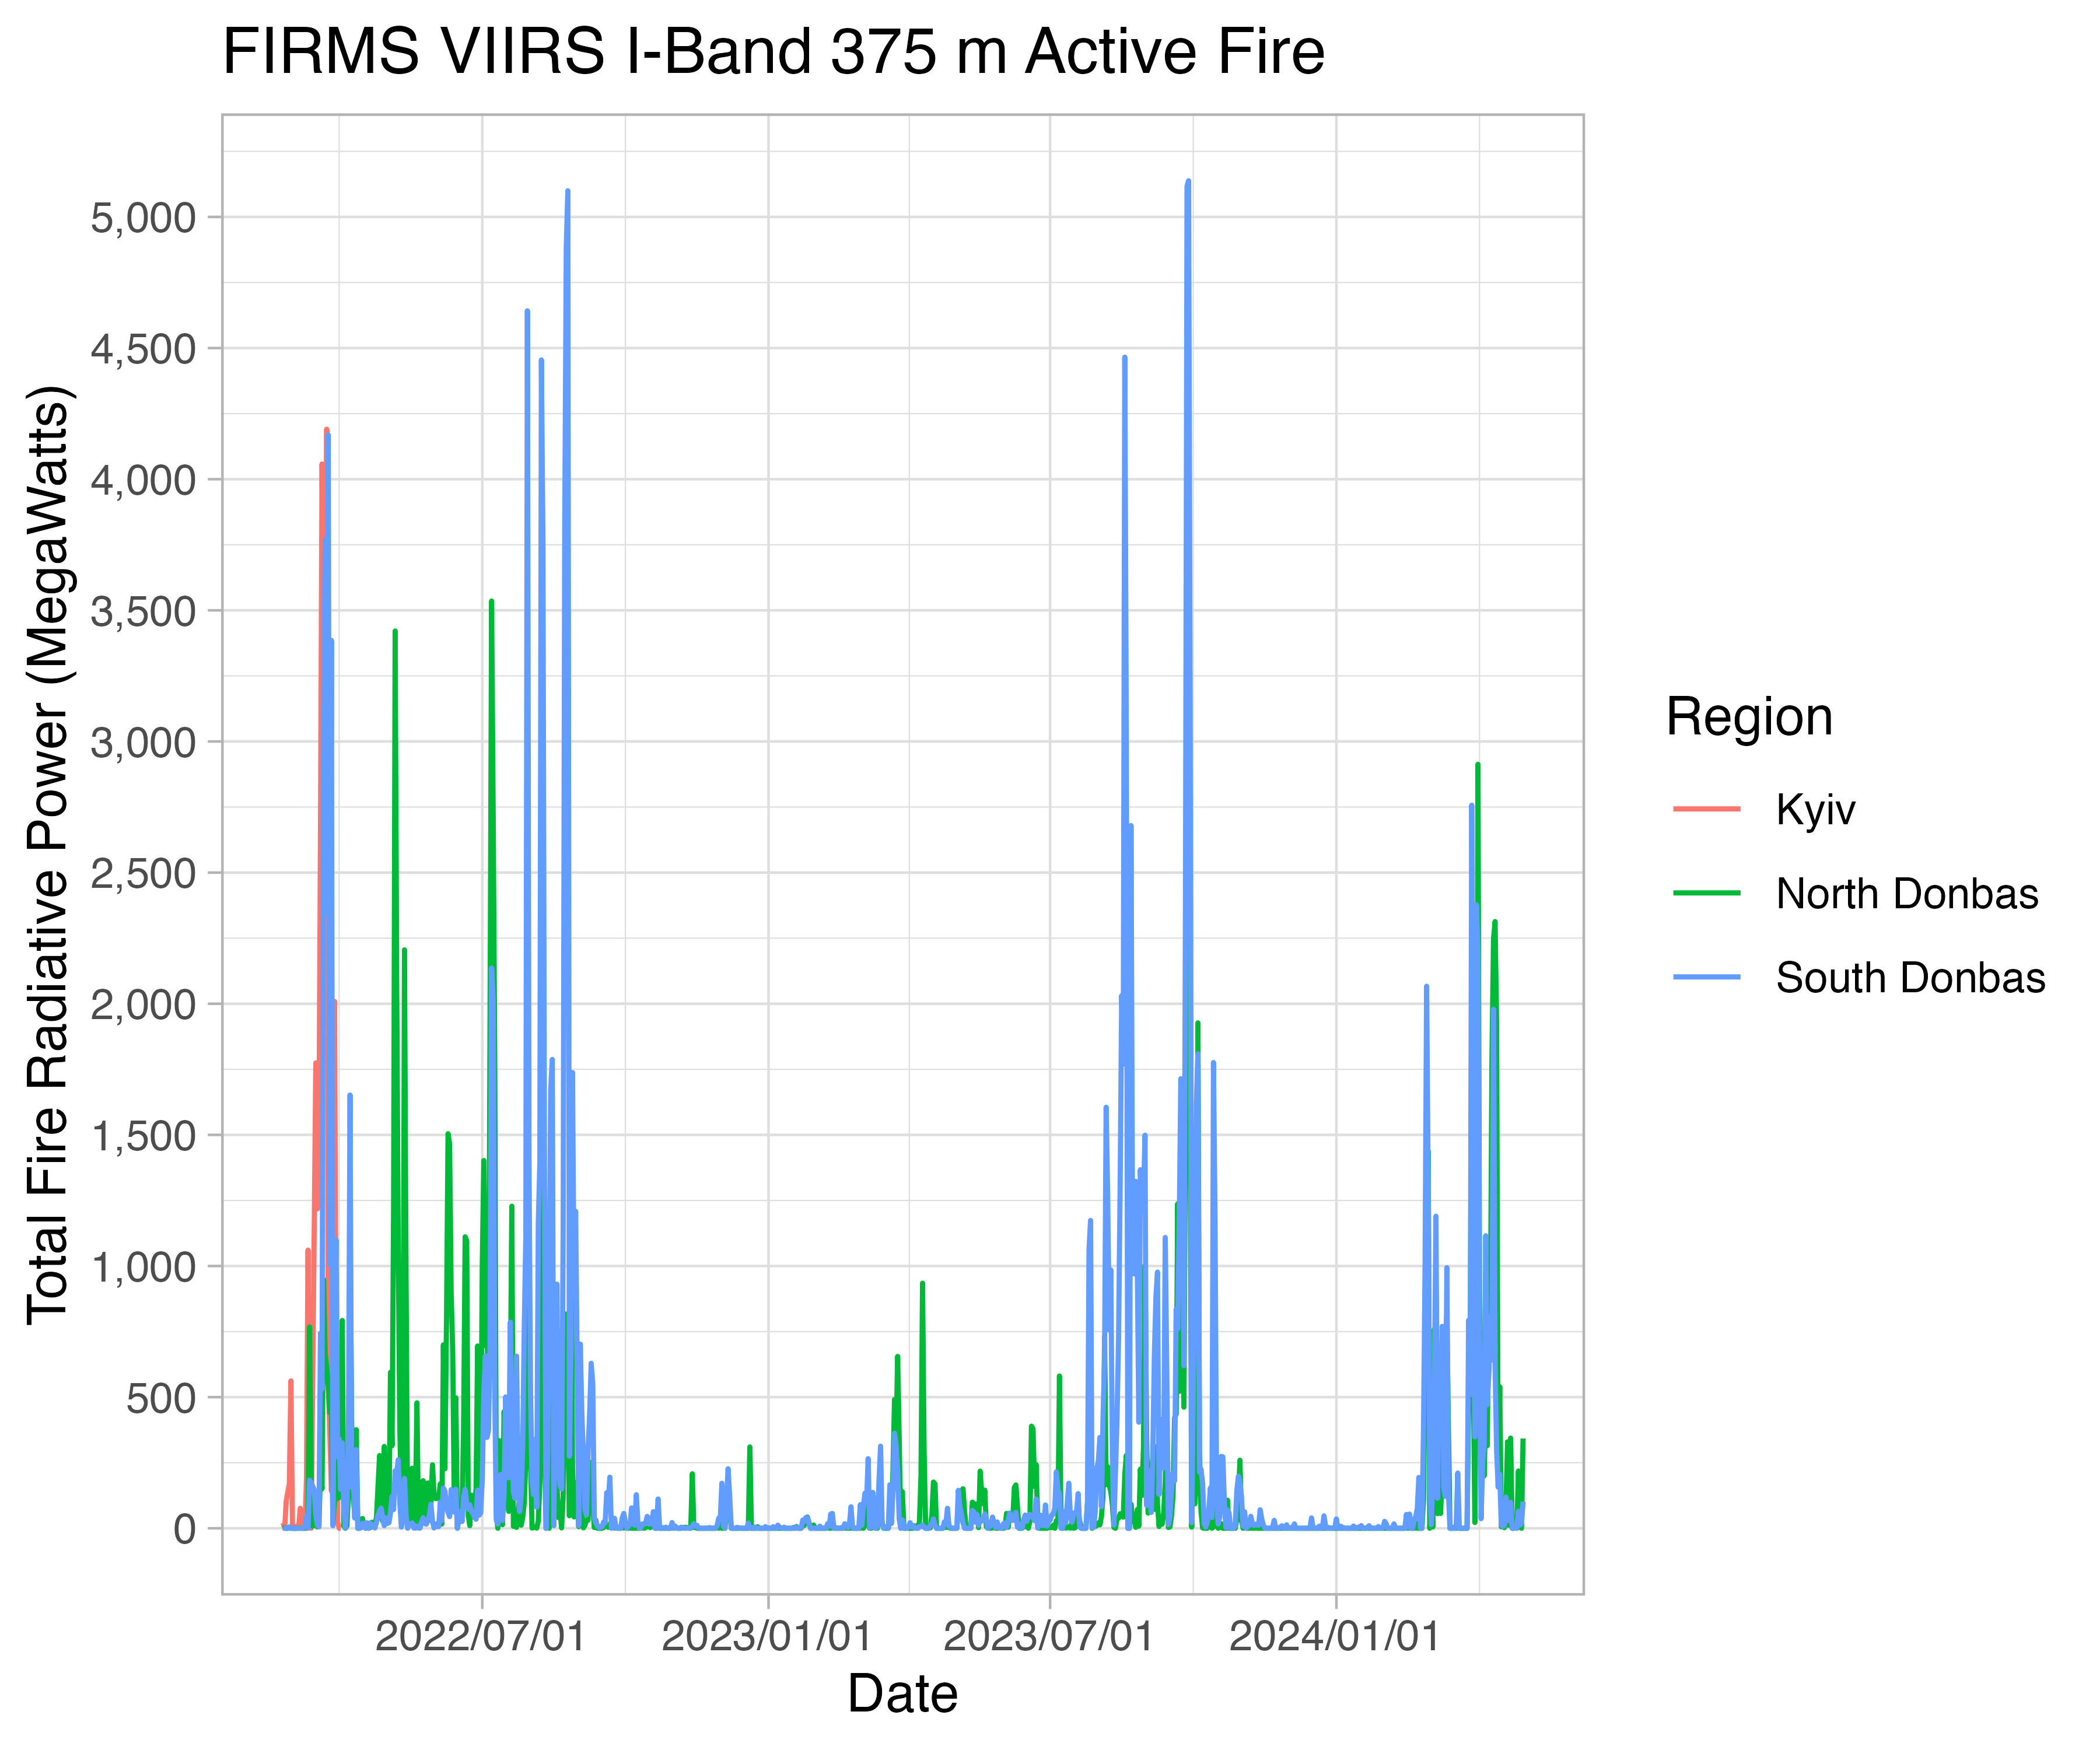 FIRMS VIIRS I-Band 375 m Active Fire
Total Fire Radiative Power (MegaWatts)
5,000
4,500
4,000
3,500
3,000
2,500
2,000
1,500
1,000
500
0
2022/07/01 2023/01/01 2023/07/01 2024/01/01
Date
Region
Kyiv
North Donbas
South Donbas